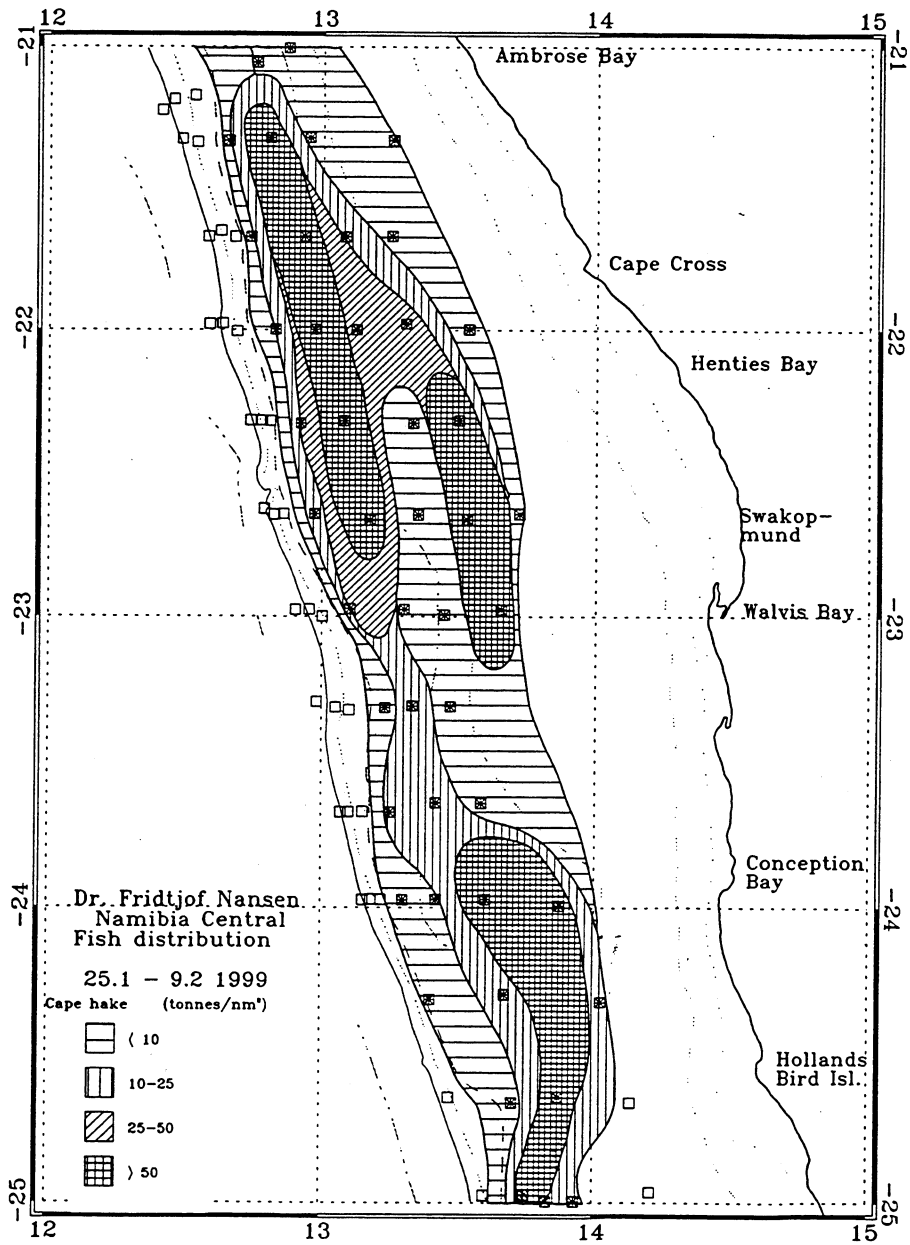 12 13 14 15
-21 -21
Ambrose Bay
Cape Cross
-22 -22
Henties Bay
Swakop-
mund
-23 -23
Walvis Bay
Conception
Bay
-24 -24
Dr. Fridtjof Nansen
Namibia Central
Fish distribution
25.1 - 9.2 1999
Cape hake (tonnes/nm²)
< 10
10-25
25-50
> 50
Hollands
Bird Isl.
-25 -25
12 13 14 15